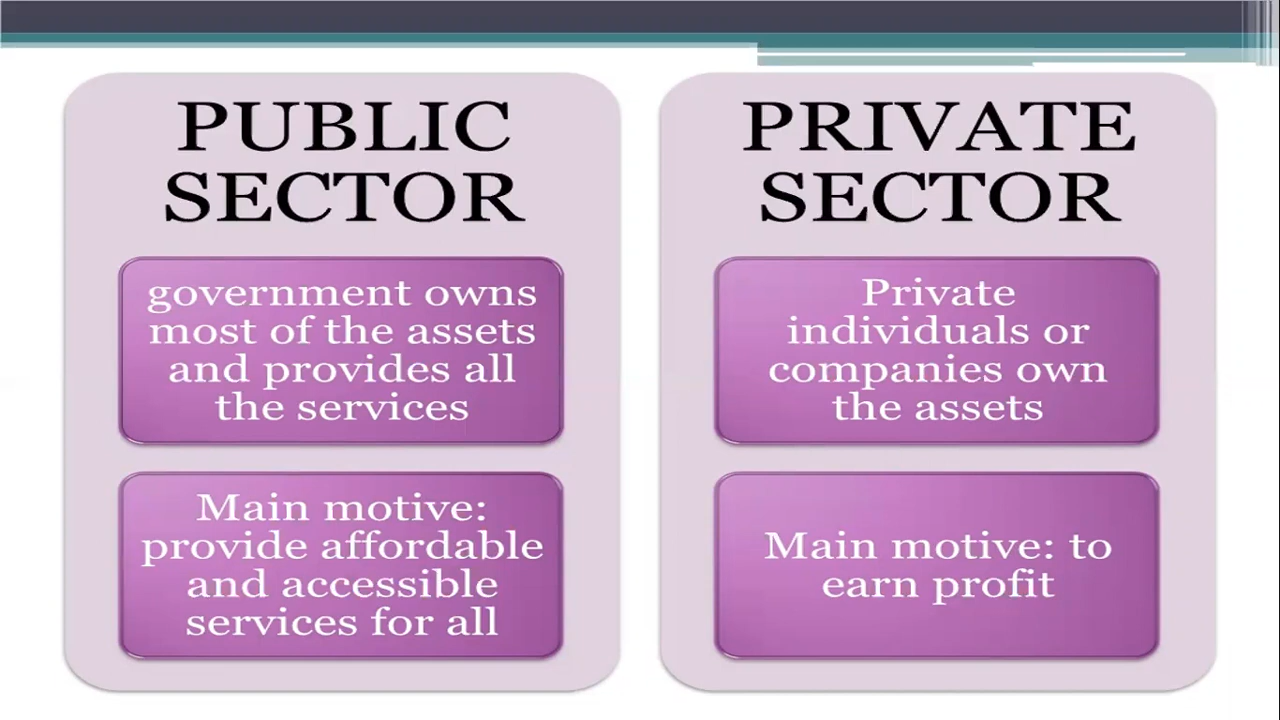 PUBLIC
SECTOR
government owns
most of the assets
and provides all
the services
Main motive:
provide affordable
and accessible
services for all
PRIVATE
SECTOR
Private
individuals or
companies own
the assets
Main motive: to
earn profit